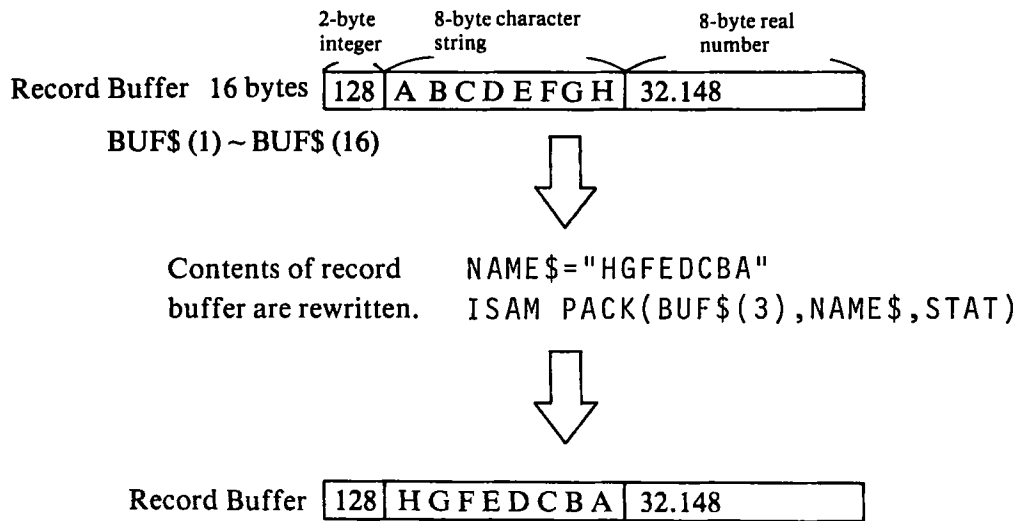 2-byte integer
8-byte character string
8-byte real number
Record Buffer 16 bytes 128 A B C D E F G H 32.148
BUF$ (1) ~ BUF$ (16)
Contents of record NAME$="HGFEDCBA"
buffer are rewritten. ISAM PACK(BUF$(3),NAME$,STAT)
Record Buffer 128 H G F E D C B A 32.148